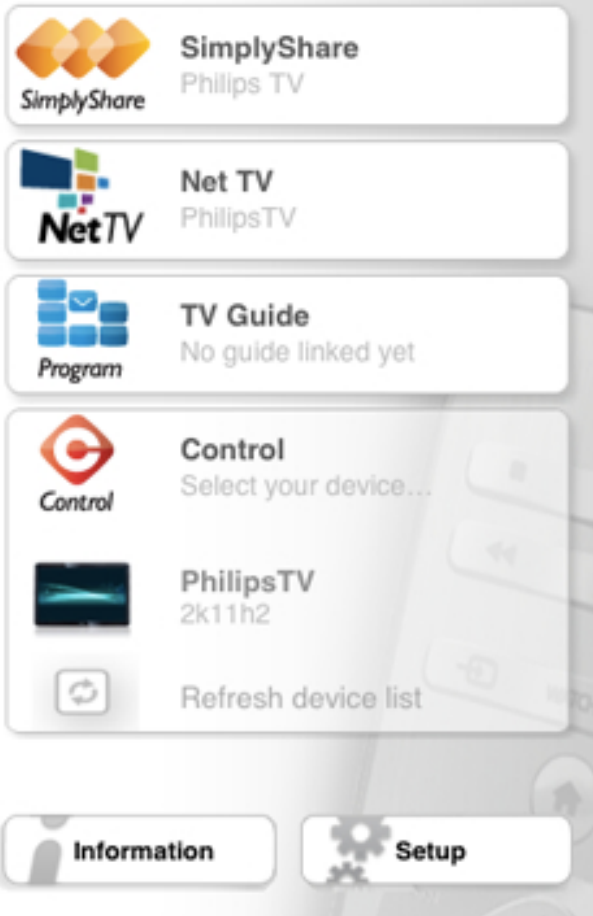 SimplyShare
SimplyShare
Philips TV
NetTV
Net TV
PhilipsTV
Program
TV Guide
No guide linked yet
Control
Control
Select your device...
PhilipsTV
2k11h2
Refresh device list
Information
Setup